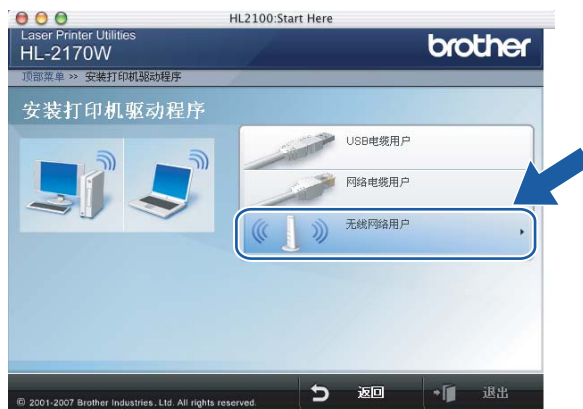 HL2100:Start Here
Laser Printer Utilities
HL-2170W
brother
顶部菜单 >> 安装打印机驱动程序
安装打印机驱动程序
USB电缆用户
网络电缆用户
无线网络用户
© 2001-2007 Brother Industries, Ltd. All rights reserved.
返回
退出